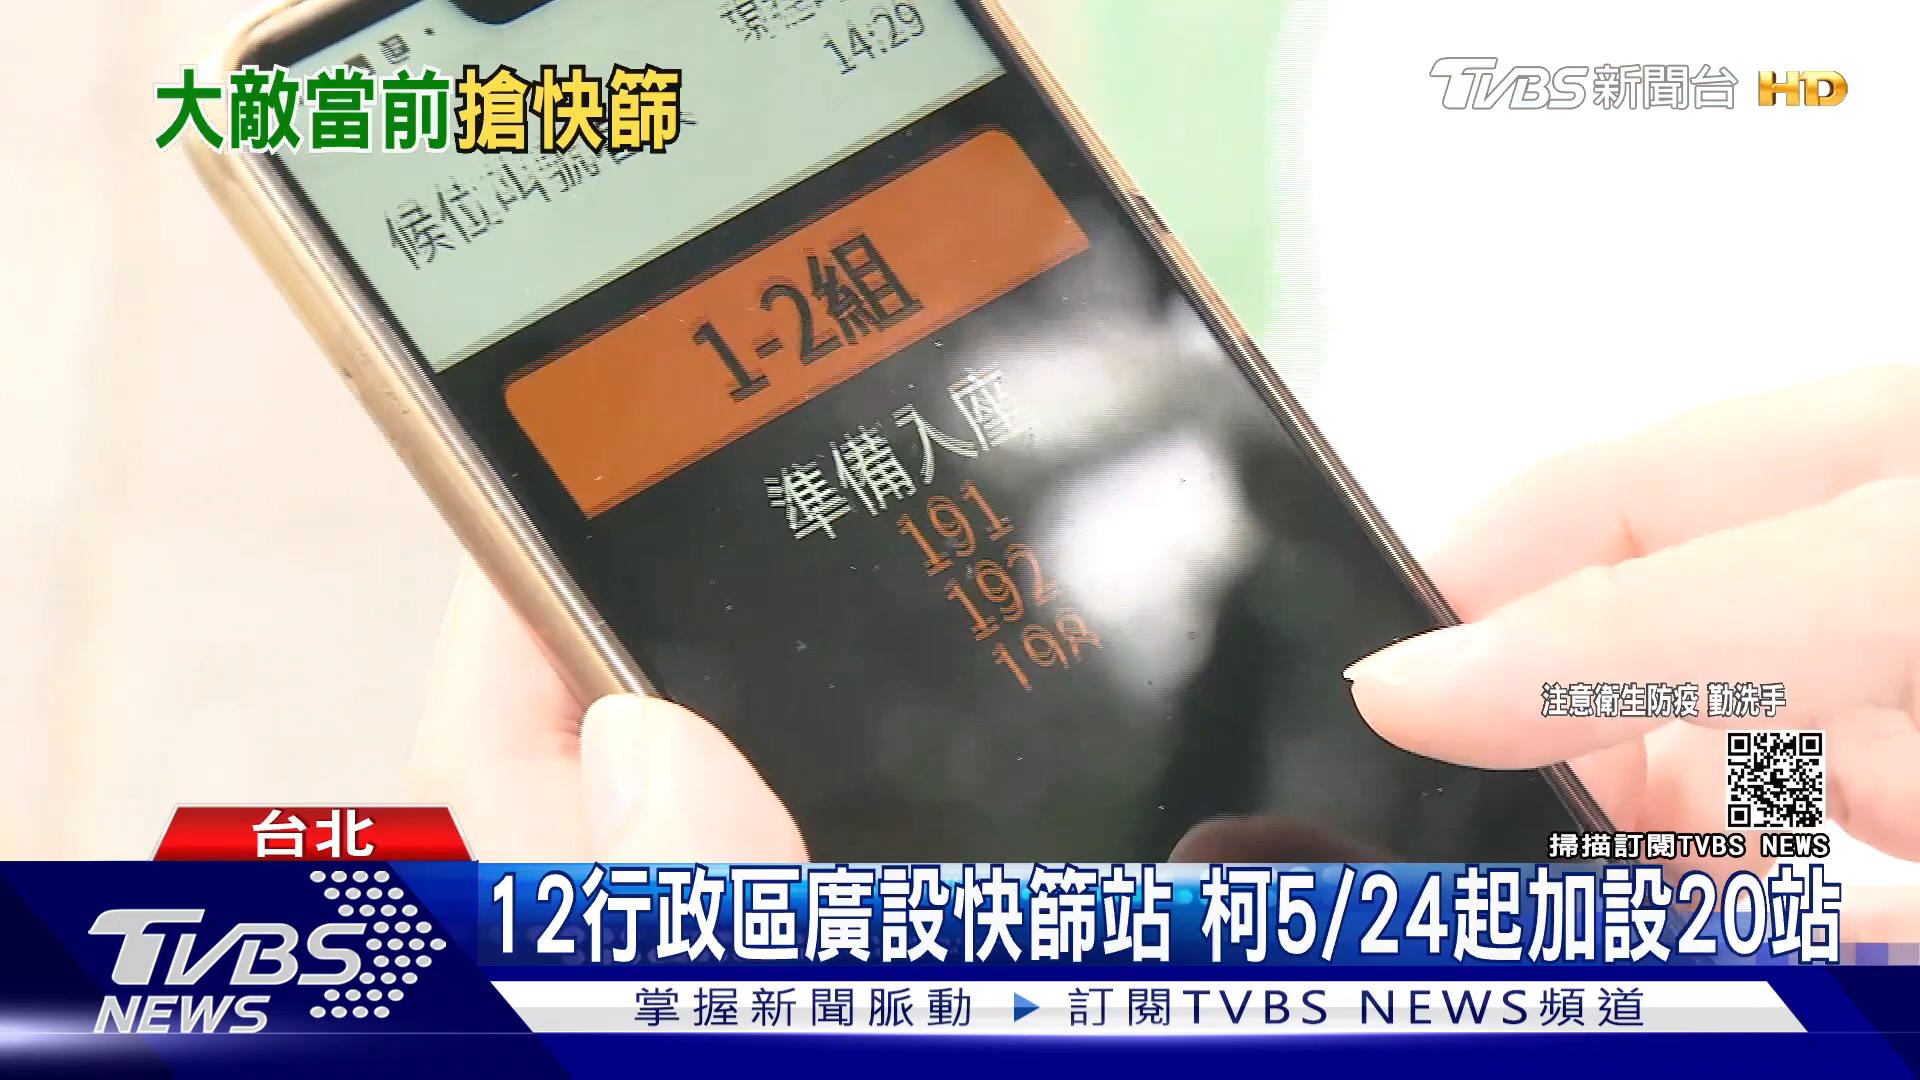 大敵當前搶快篩
TVBS新聞台 HD
14:29
候位叫號
1-2組
準備入座
191
192
198
注意衛生防疫 勤洗手
掃描訂閱TVBS NEWS
台北
12行政區廣設快篩站 柯5/24起加設20站
TVBS
NEWS
掌握新聞脈動 ▶ 訂閱TVBS NEWS頻道